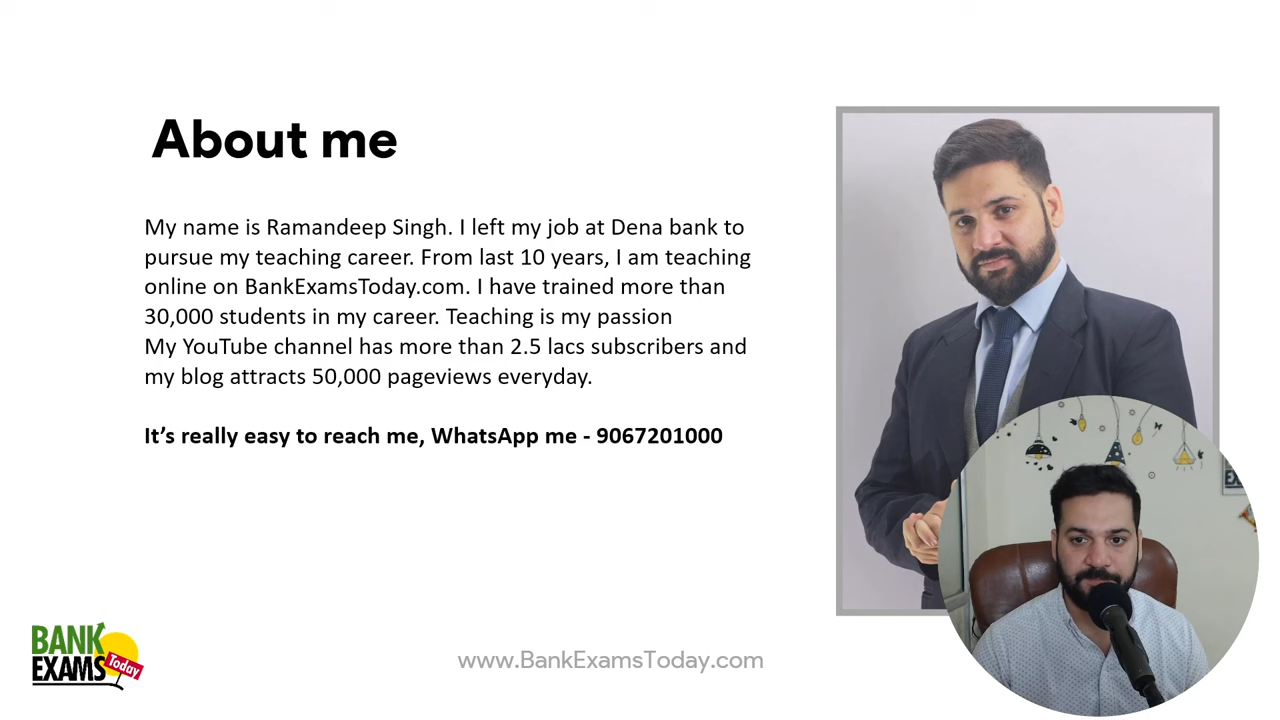 About me
My name is Ramandeep Singh. I left my job at Dena bank to
pursue my teaching career. From last 10 years, I am teaching
online on BankExamsToday.com. I have trained more than
30,000 students in my career. Teaching is my passion
My YouTube channel has more than 2.5 lacs subscribers and
my blog attracts 50,000 pageviews everyday.
It’s really easy to reach me, WhatsApp me - 9067201000
BANK
EXAMS
Today
www.BankExamsToday.com